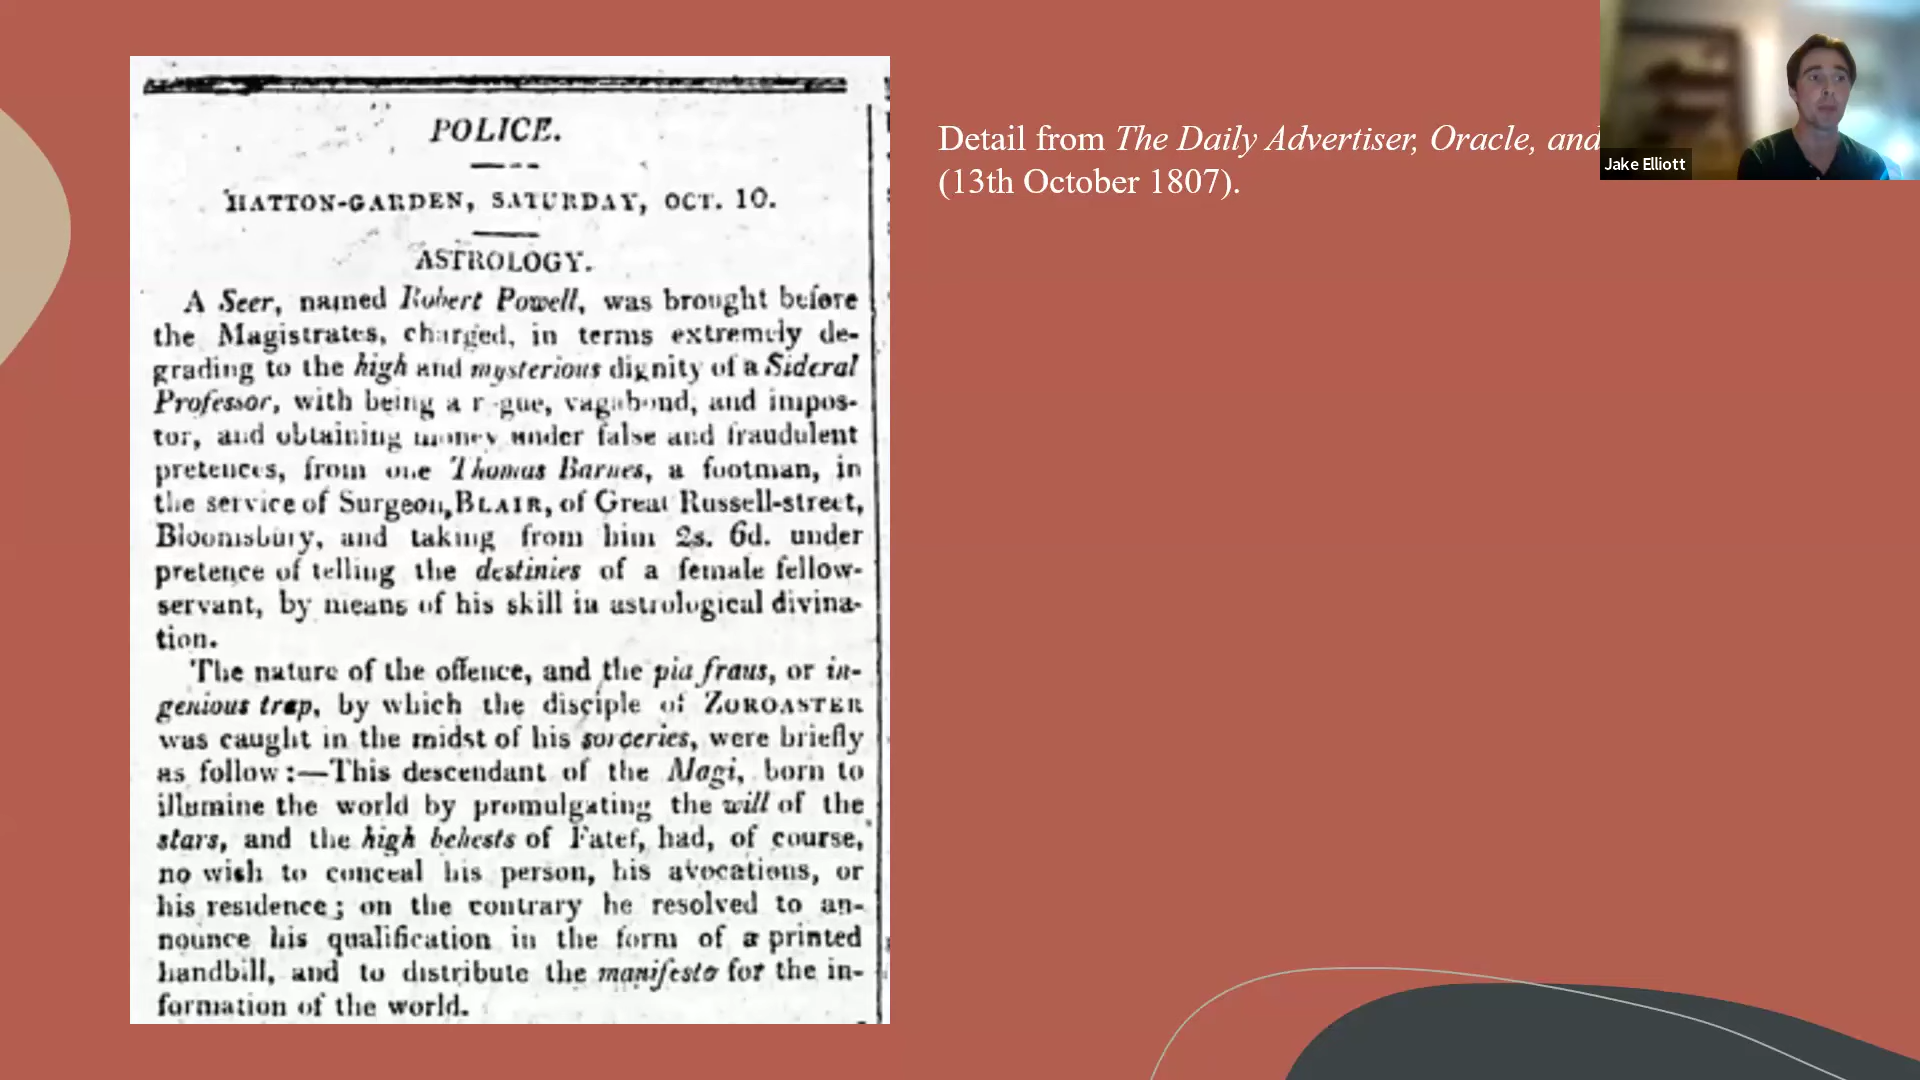 POLICE.
HATTON-GARDEN, SATURDAY, OCT. 10.
ASTROLOGY.
A Seer, named Robert Powell, was brought before
the Magistrates, charged, in terms extremely de-
grading to the high and mysterious dignity of a Sideral
Professor, with being a rogue, vagabond, and impos-
tor, and obtaining money under false and fraudulent
pretences, from one Thomas Barnes, a footman, in
the service of Surgeon, BLAIR, of Great Russell-street,
Bloomsbury, and taking from him 2s. 6d. under
pretence of telling the destinies of a female fellow-
servant, by means of his skill in astrological divina-
tion.
The nature of the offence, and the pia fraus, or in-
genious trap, by which the disciple of ZOROASTER
was caught in the midst of his sorceries, were briefly
as follow :—This descendant of the Magi, born to
illumine the world by promulgating the will of the
stars, and the high behests of Fatef, had, of course,
no wish to conceal his person, his avocations, or
his residence; on the contrary he resolved to an-
nounce his qualification in the form of a printed
handbill, and to distribute the manifesto for the in-
formation of the world.
Detail from The Daily Advertiser, Oracle, and
(13th October 1807).
Jake Elliott